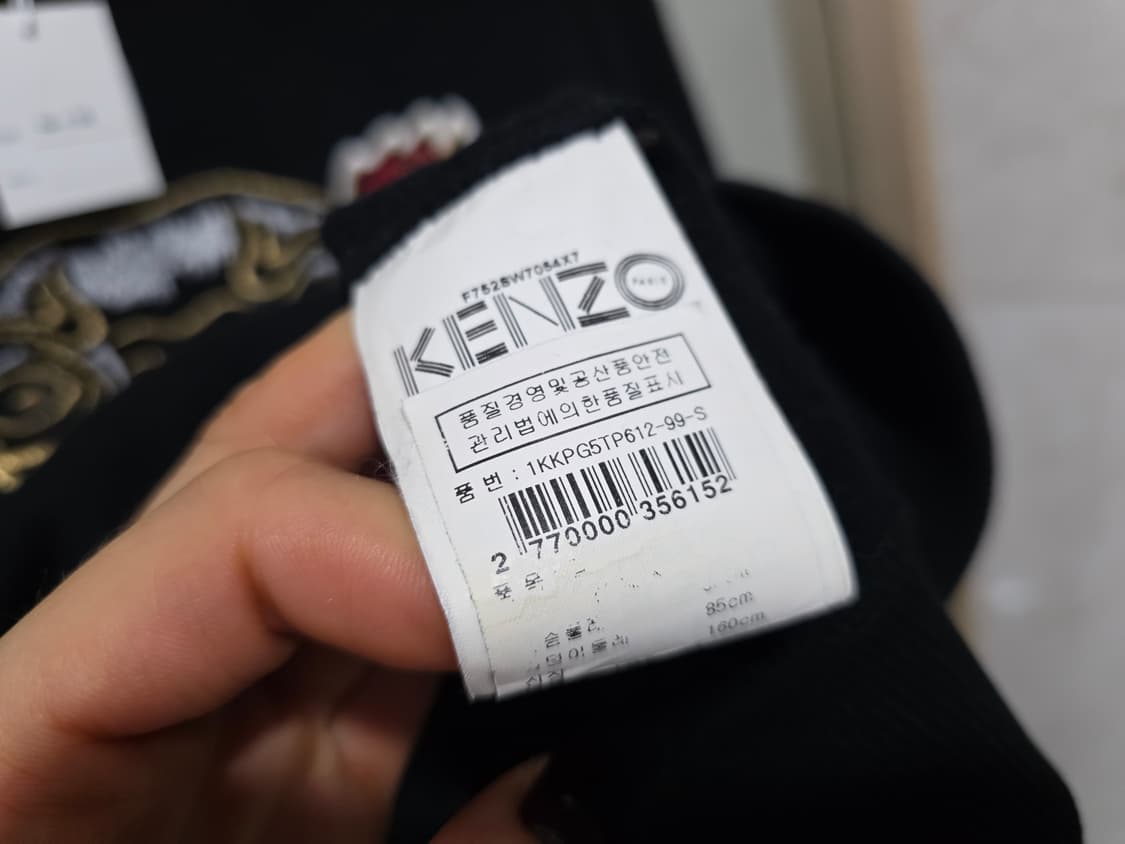 F752SW7054X7
KENZO
PARIS
품질경영및공산품안전
관리법에의한품질표시
품 번 : 1KKPG5TP612-99-S
2 770000 356152
85cm
160cm